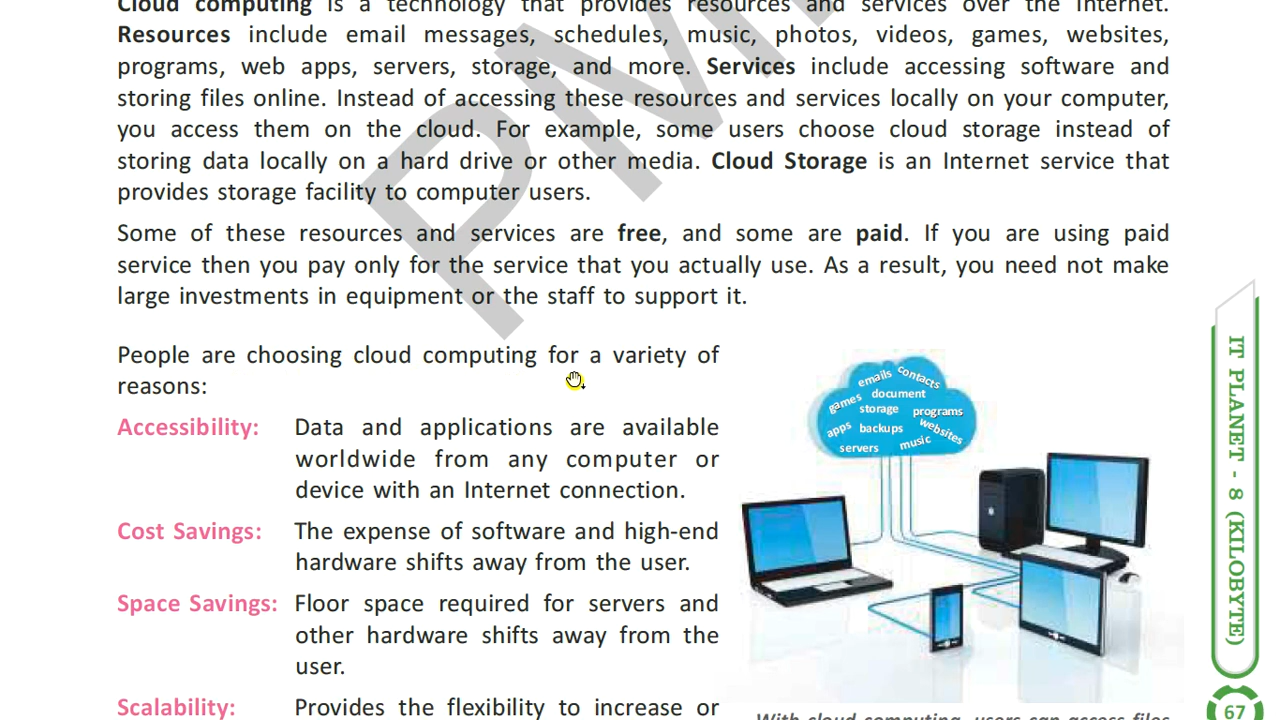 Cloud computing is a technology that provides resources and services over the Internet.
Resources include email messages, schedules, music, photos, videos, games, websites,
programs, web apps, servers, storage, and more. Services include accessing software and
storing files online. Instead of accessing these resources and services locally on your computer,
you access them on the cloud. For example, some users choose cloud storage instead of
storing data locally on a hard drive or other media. Cloud Storage is an Internet service that
provides storage facility to computer users.
Some of these resources and services are free, and some are paid. If you are using paid
service then you pay only for the service that you actually use. As a result, you need not make
large investments in equipment or the staff to support it.
People are choosing cloud computing for a variety of
reasons:
Accessibility: Data and applications are available
worldwide from any computer or
device with an Internet connection.
Cost Savings: The expense of software and high-end
hardware shifts away from the user.
Space Savings: Floor space required for servers and
other hardware shifts away from the
user.
Scalability: Provides the flexibility to increase or
emails contacts
games document
storage programs
apps backups websites
servers music
With cloud computing, users can access files
IT PLANET - 8 (KILOBYTE)
67
PM